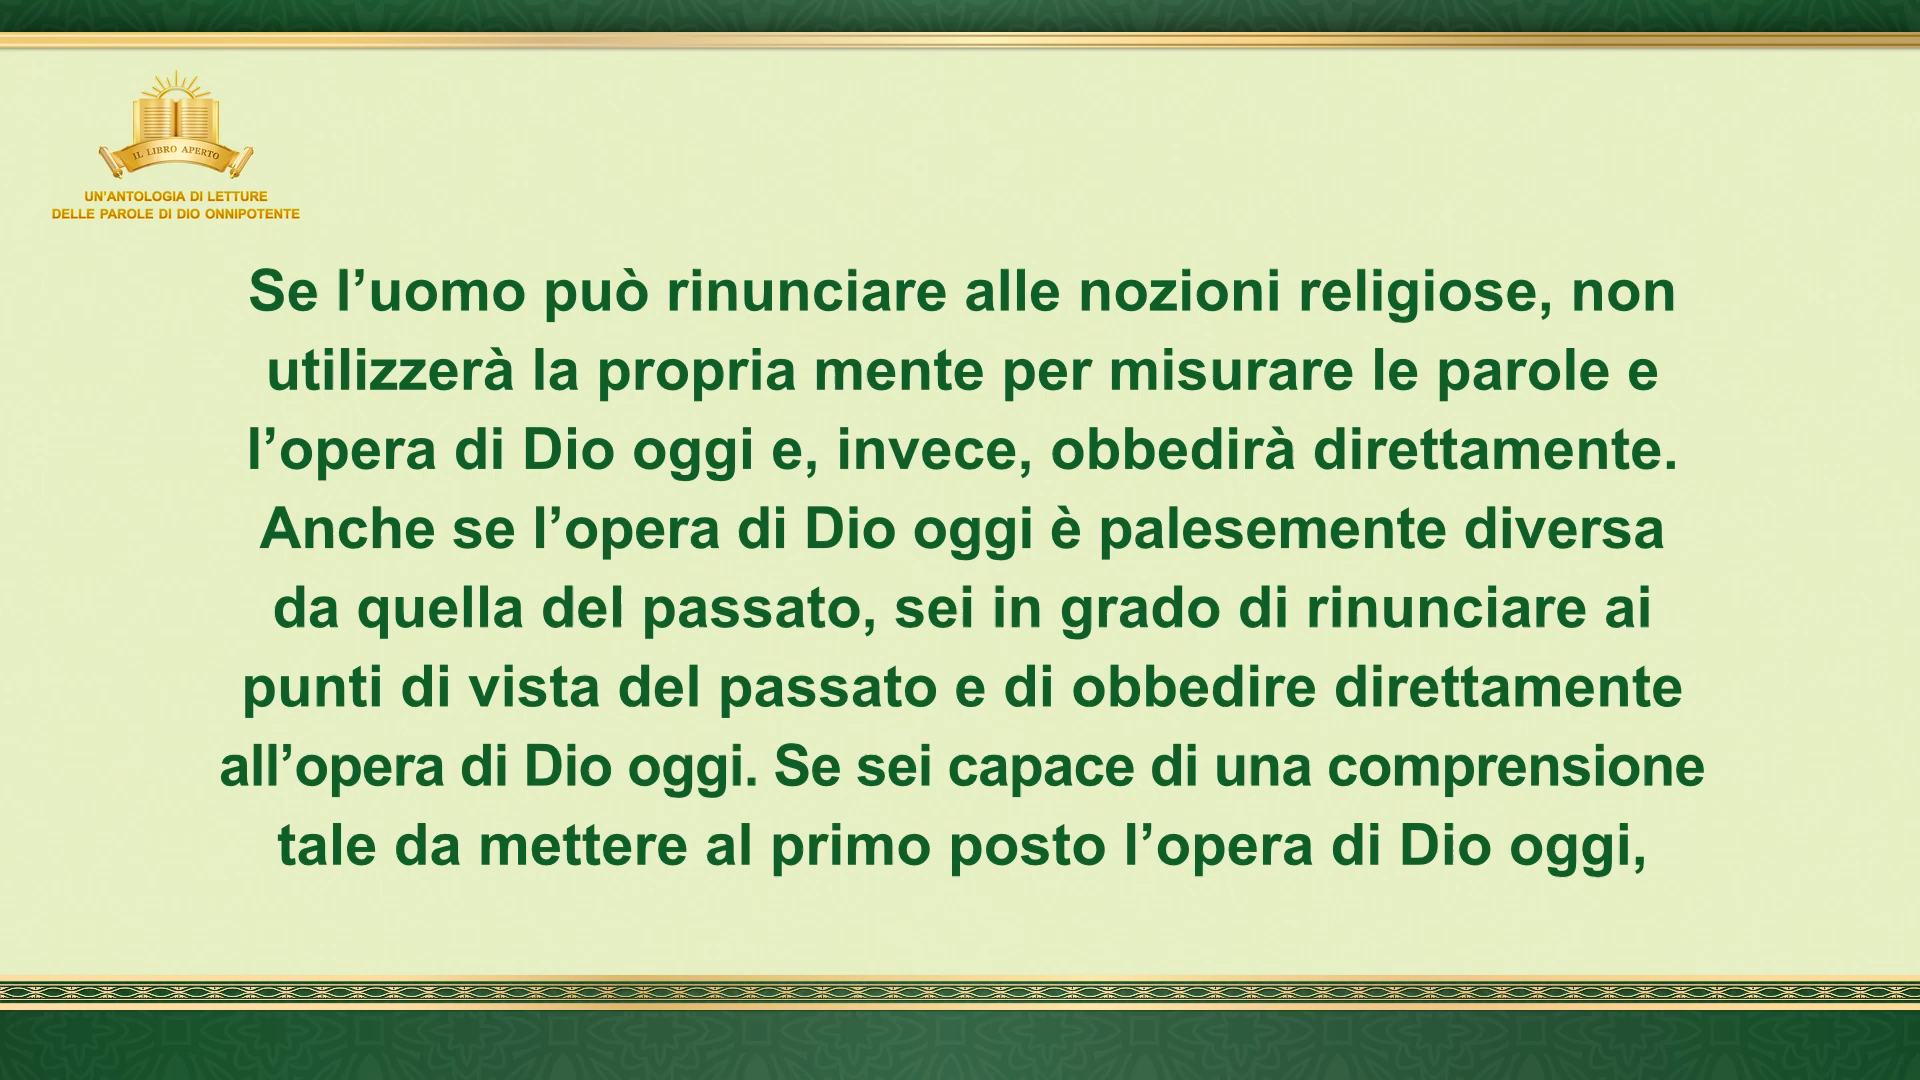 IL LIBRO APERTO
UN’ANTOLOGIA DI LETTURE
DELLE PAROLE DI DIO ONNIPOTENTE
Se l’uomo può rinunciare alle nozioni religiose, non
utilizzerà la propria mente per misurare le parole e
l’opera di Dio oggi e, invece, obbedirà direttamente.
Anche se l’opera di Dio oggi è palesemente diversa
da quella del passato, sei in grado di rinunciare ai
punti di vista del passato e di obbedire direttamente
all’opera di Dio oggi. Se sei capace di una comprensione
tale da mettere al primo posto l’opera di Dio oggi,